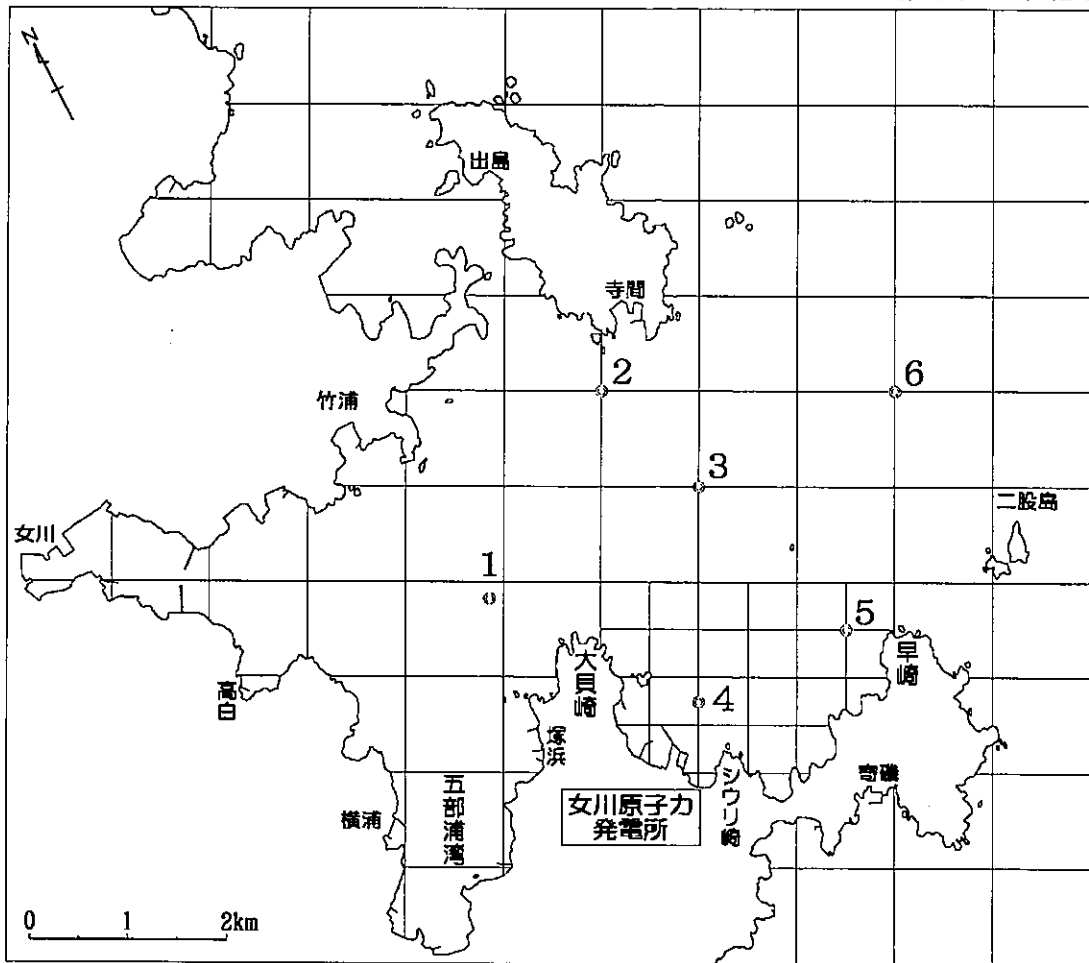 N
出島
寺間
2
6
竹浦
3
二股島
女川
1
5
大貝崎
早崎
高白
4
塚浜
寄磯
五部浦湾
横浦
シウリ崎
女川原子力
発電所
0 1 2km